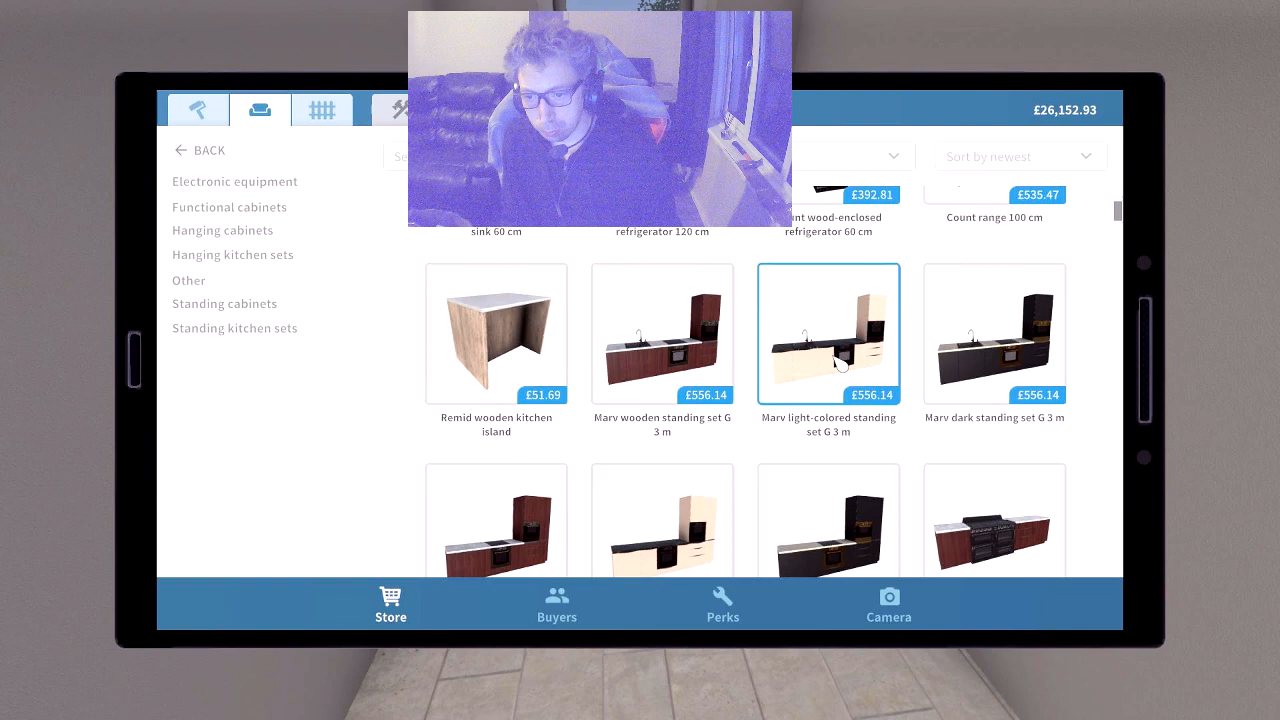 £26,152.93
BACK
Se
Sort by newest
Electronic equipment
Functional cabinets
Hanging cabinets
Hanging kitchen sets
Other
Standing cabinets
Standing kitchen sets
£392.81
£535.47
sink 60 cm
refrigerator 120 cm
unt wood-enclosed
refrigerator 60 cm
Count range 100 cm
£51.69
£556.14
£556.14
£556.14
Remid wooden kitchen
island
Marv wooden standing set G
3 m
Marv light-colored standing
set G 3 m
Marv dark standing set G 3 m
Store
Buyers
Perks
Camera